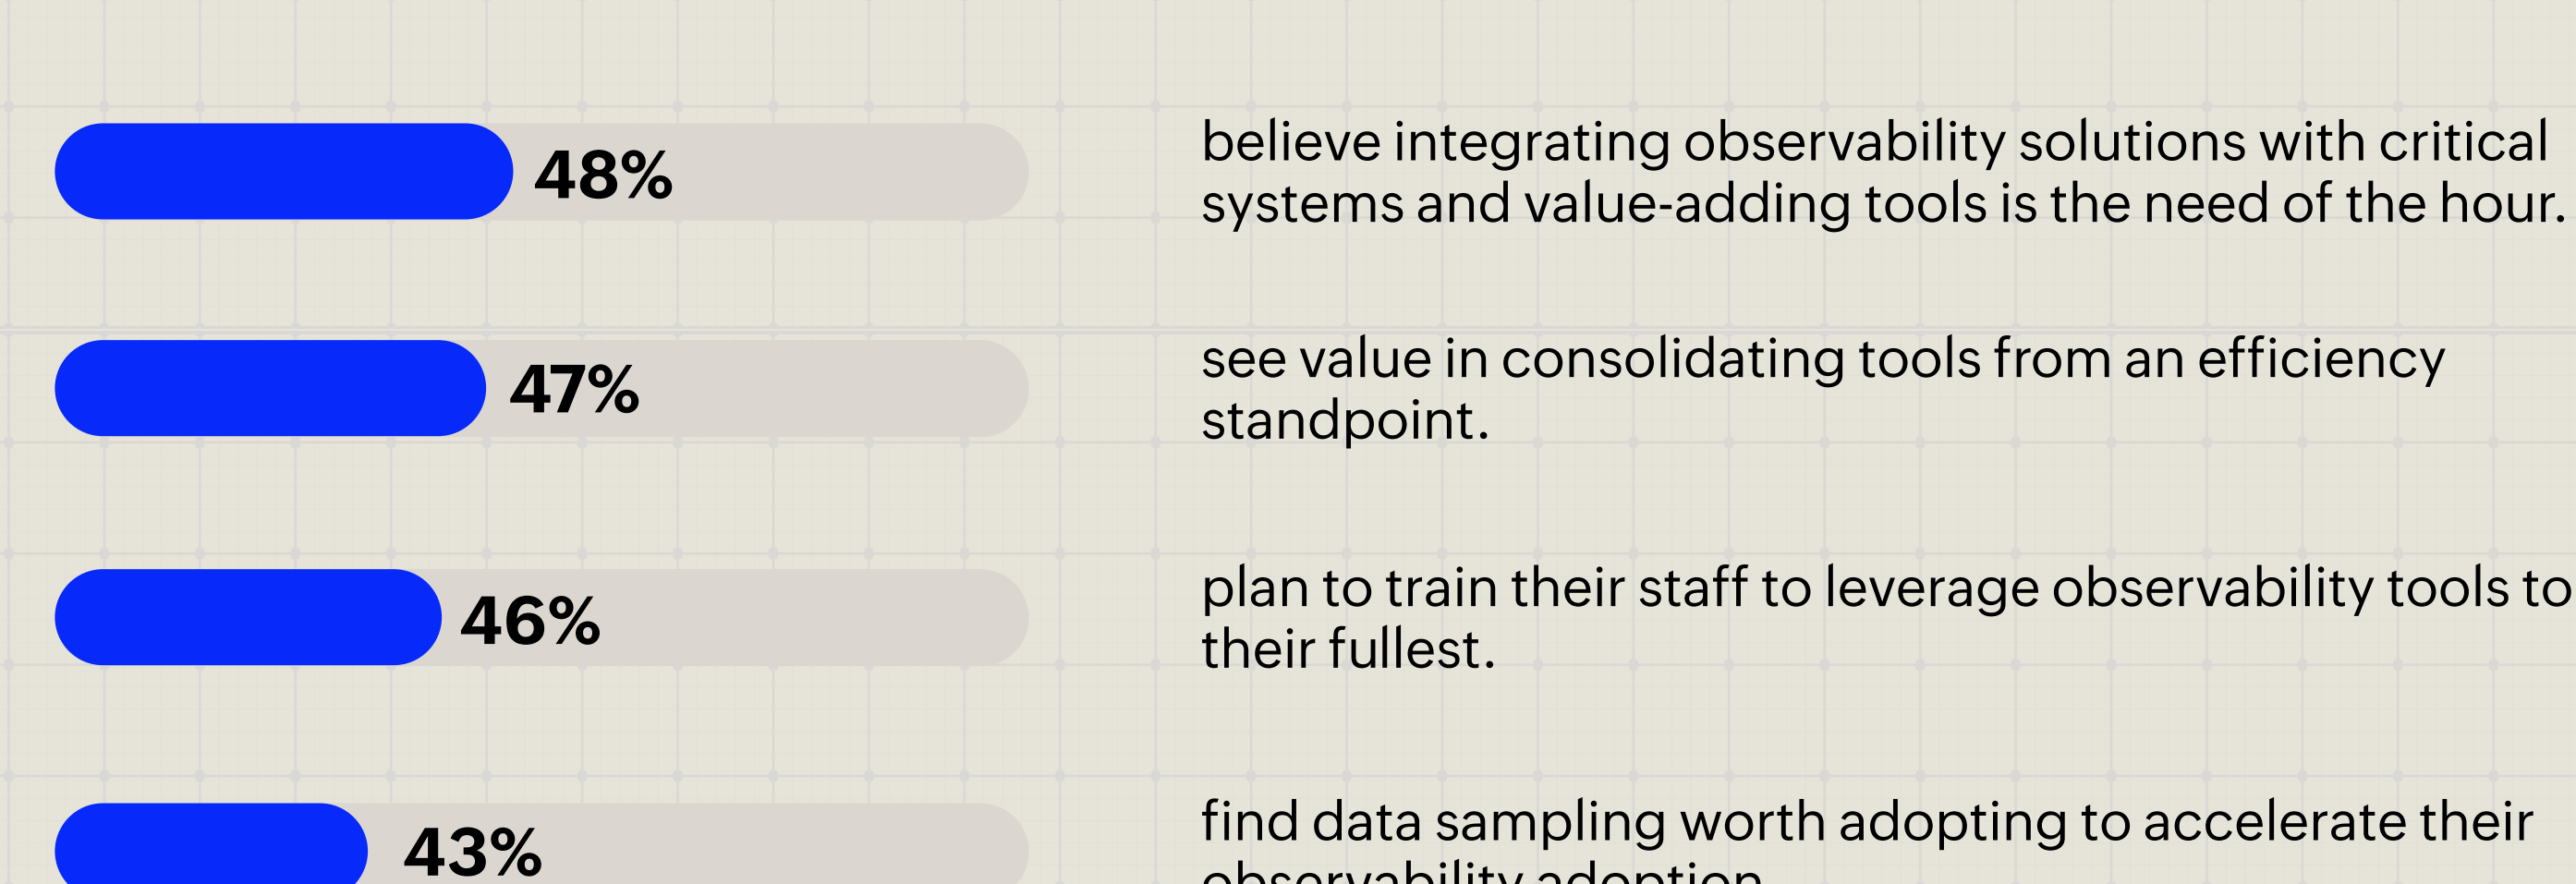 48%
believe integrating observability solutions with critical
systems and value-adding tools is the need of the hour.
47%
see value in consolidating tools from an efficiency
standpoint.
46%
plan to train their staff to leverage observability tools to
their fullest.
43%
find data sampling worth adopting to accelerate their
observability adoption